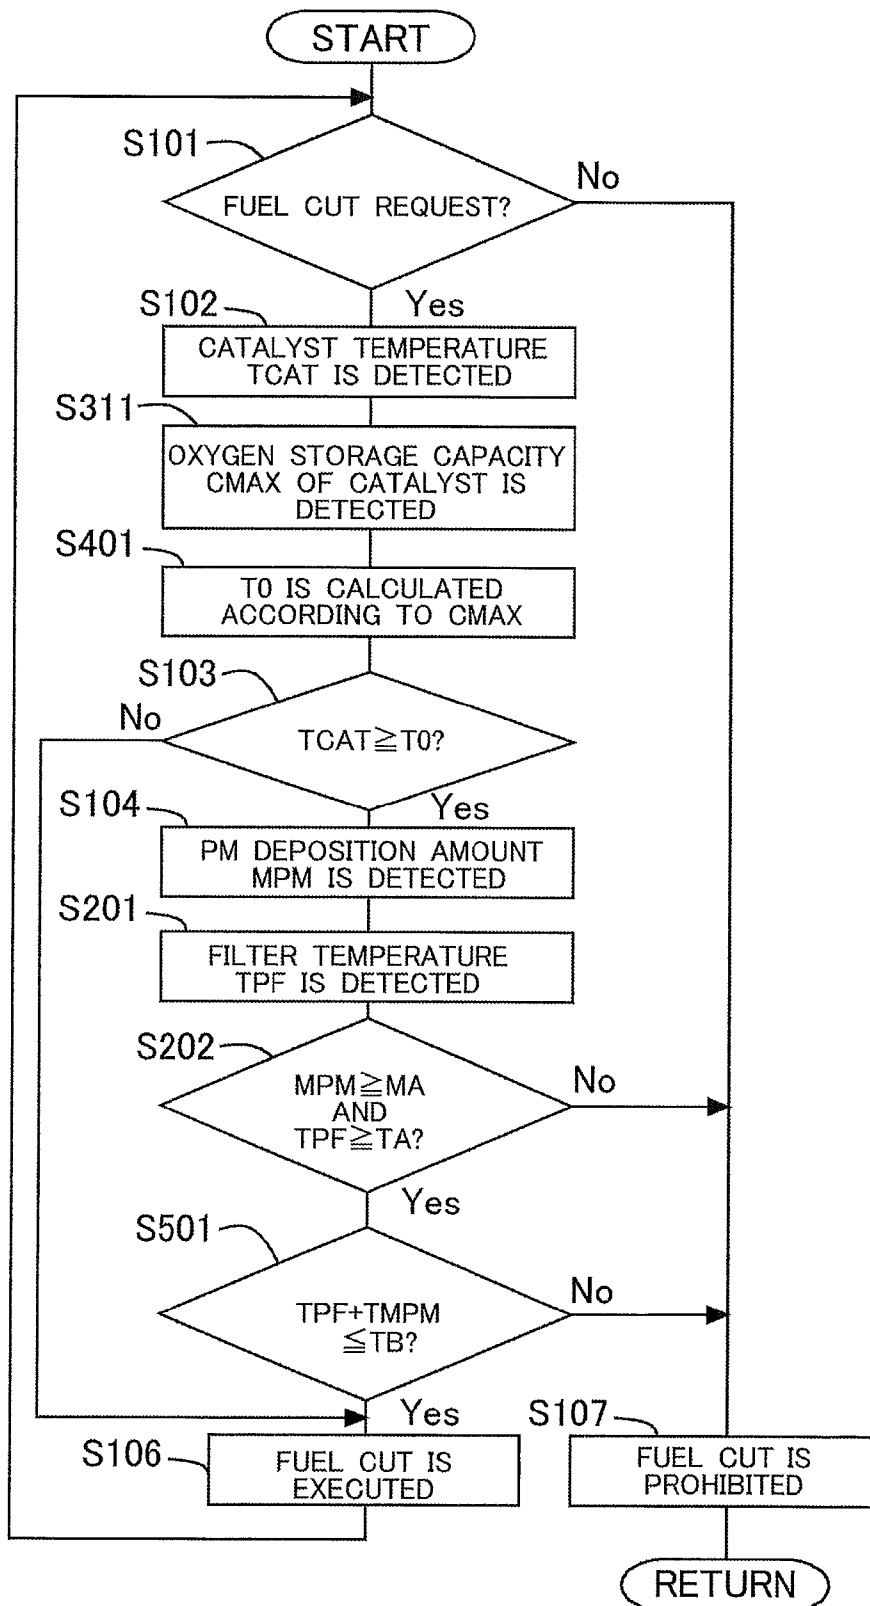 START
S101
No
FUEL CUT REQUEST?
Yes
S102
CATALYST TEMPERATURE
TCAT IS DETECTED
S311
OXYGEN STORAGE CAPACITY
CMAX OF CATALYST IS
DETECTED
S401
T0 IS CALCULATED
ACCORDING TO CMAX
S103
No
TCAT≧T0?
Yes
S104
PM DEPOSITION AMOUNT
MPM IS DETECTED
S201
FILTER TEMPERATURE
TPF IS DETECTED
S202
No
MPM≧MA
AND
TPF≧TA?
Yes
S501
No
TPF+TMPM
≦TB?
Yes
S106
FUEL CUT IS
EXECUTED
S107
FUEL CUT IS
PROHIBITED
RETURN